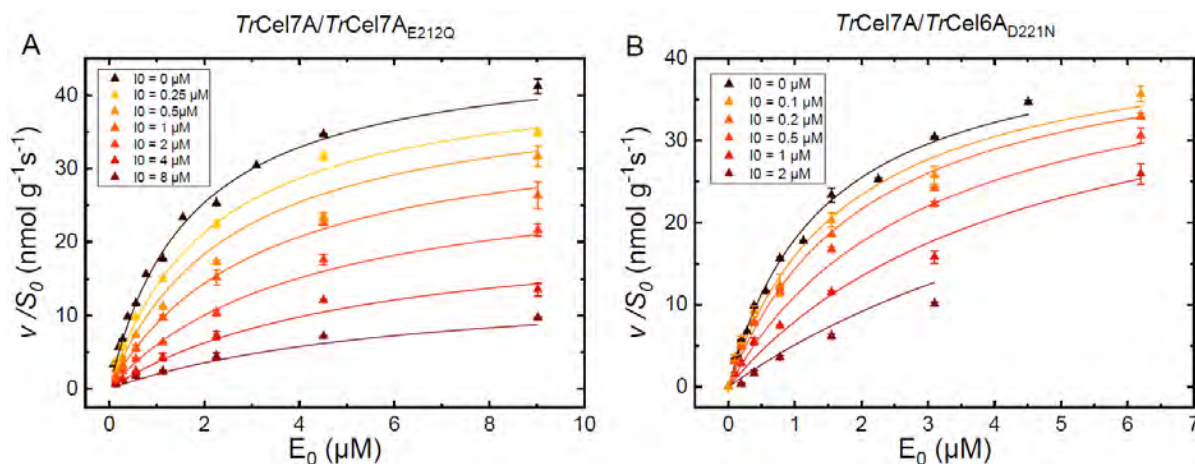 TrCel7A/TrCel7A_E212Q
A
I0 = 0 µM
I0 = 0.25 µM
I0 = 0.5µM
I0 = 1 µM
I0 = 2 µM
I0 = 4 µM
I0 = 8 µM
v /S₀ (nmol g⁻¹s⁻¹)
40
30
20
10
0
0 2 4 6 8 10
E₀ (µM)
TrCel7A/TrCel6A_D221N
B
I0 = 0 µM
I0 = 0.1 µM
I0 = 0.2 µM
I0 = 0.5 µM
I0 = 1 µM
I0 = 2 µM
v/S₀ (nmol g⁻¹s⁻¹)
40
30
20
10
0
0 1 2 3 4 5 6 7
E₀ (µM)